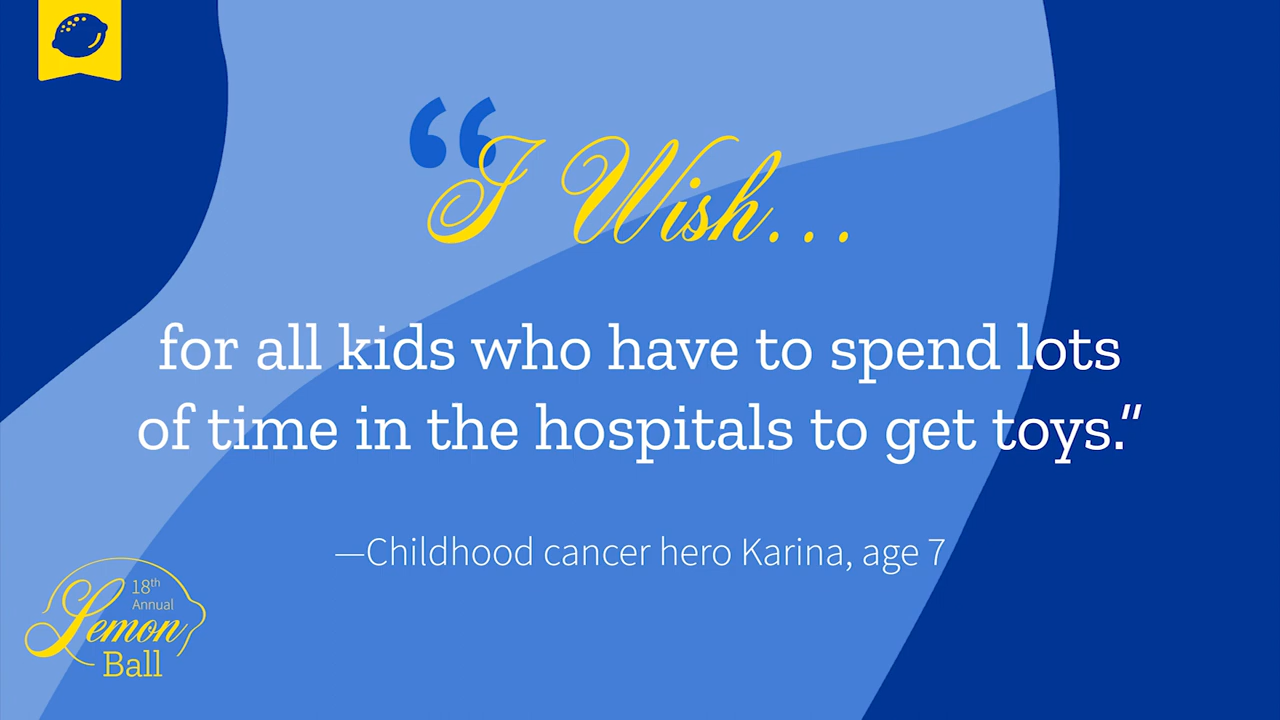 “I Wish...
for all kids who have to spend lots
of time in the hospitals to get toys.”
—Childhood cancer hero Karina, age 7
18th
Annual
Lemon
Ball